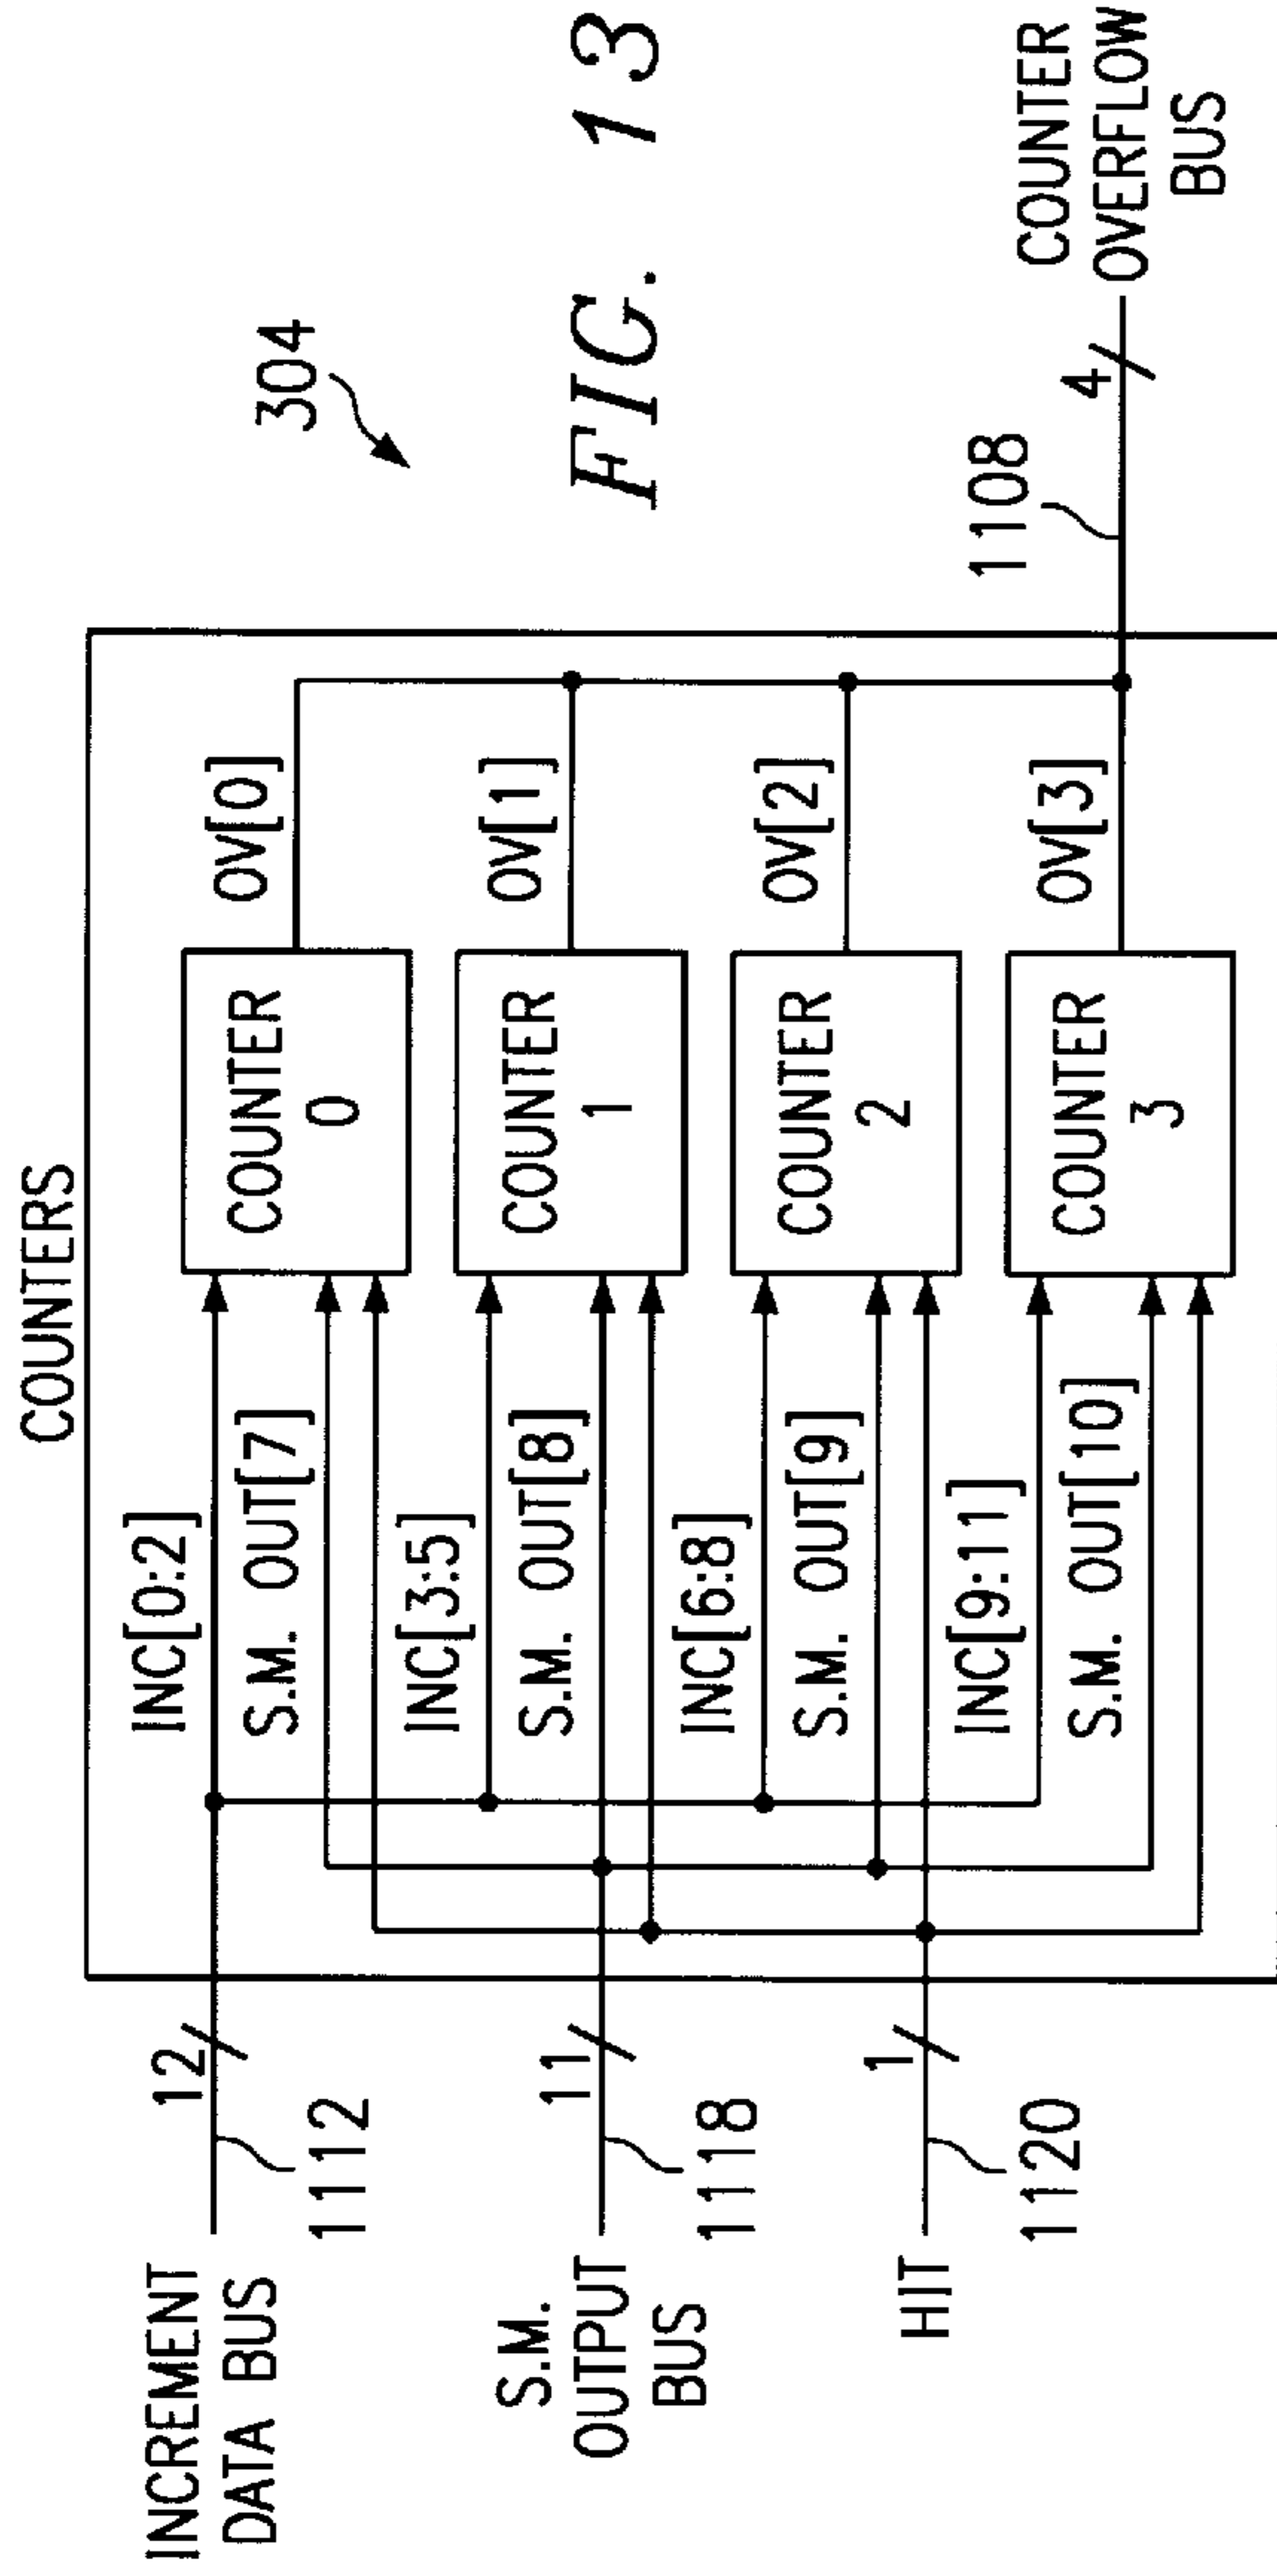 COUNTERS
304
FIG. 13
INCREMENT
DATA BUS
12
1112
INC[0:2]
S.M. OUT[7]
COUNTER
0
OV[0]
INC[3:5]
S.M. OUT[8]
COUNTER
1
OV[1]
S.M.
OUTPUT
BUS
11
1118
INC[6:8]
S.M. OUT[9]
COUNTER
2
OV[2]
HIT
1
1120
INC[9:11]
S.M. OUT[10]
COUNTER
3
OV[3]
1108
4
COUNTER
OVERFLOW
BUS